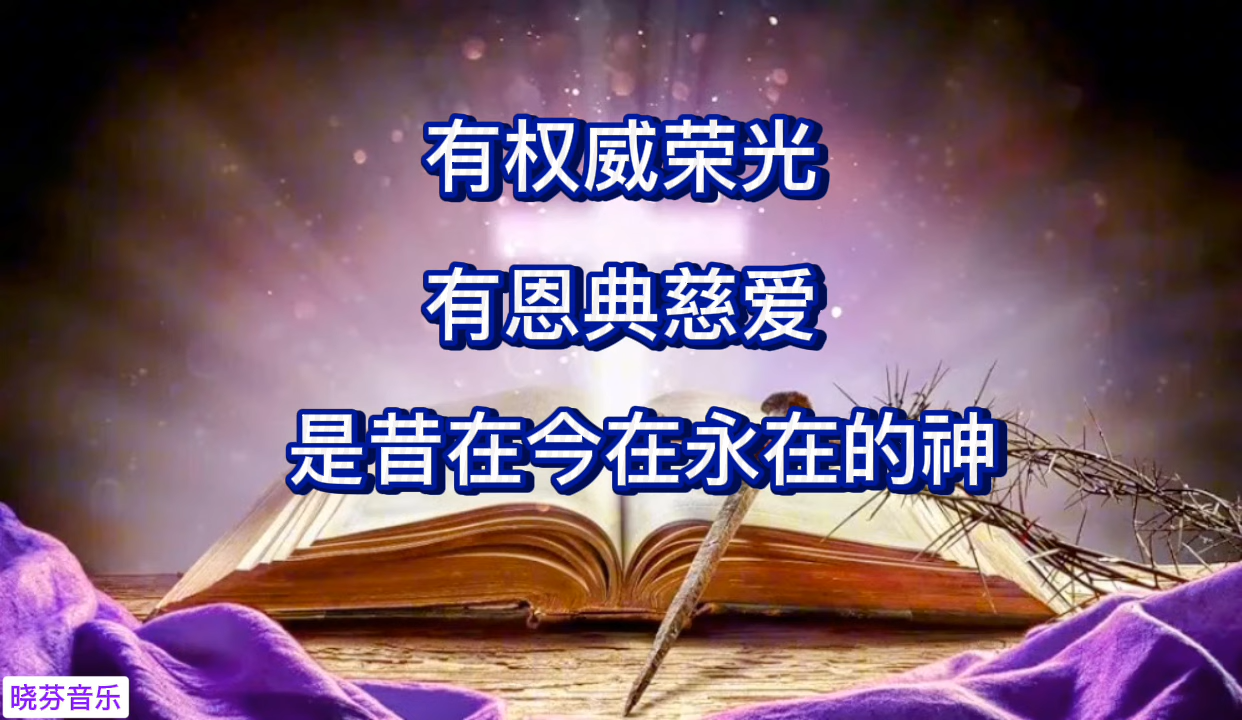 有权威荣光
有恩典慈爱
是昔在今在永在的神
晓芬音乐